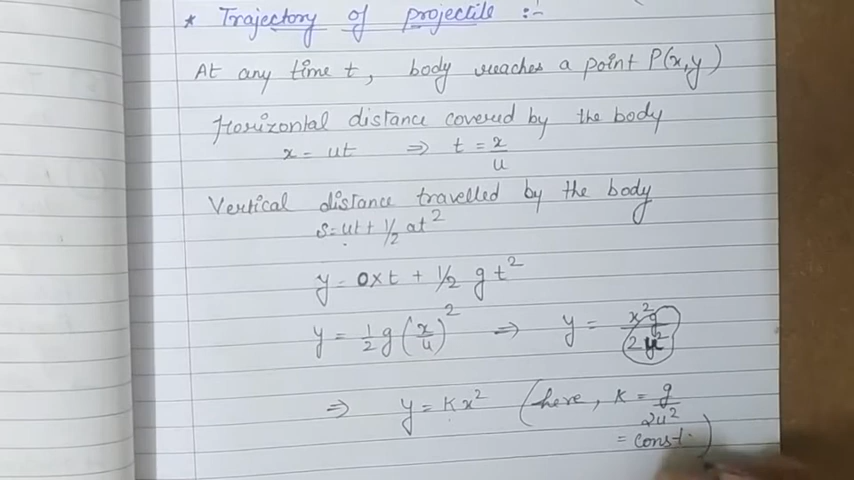 * Trajectory of projectile :-
At any time t, body reaches a point P(x,y)
Horizontal distance covered by the body
x = ut ⇒ t = x/u
Vertical distance travelled by the body
s = ut + 1/2 at²
y = 0×t + 1/2 g t²
y = 1/2 g (x/u)² ⇒ y = x²g/2u²
⇒ y = Kx² (here, K = g/2u²
= const.)